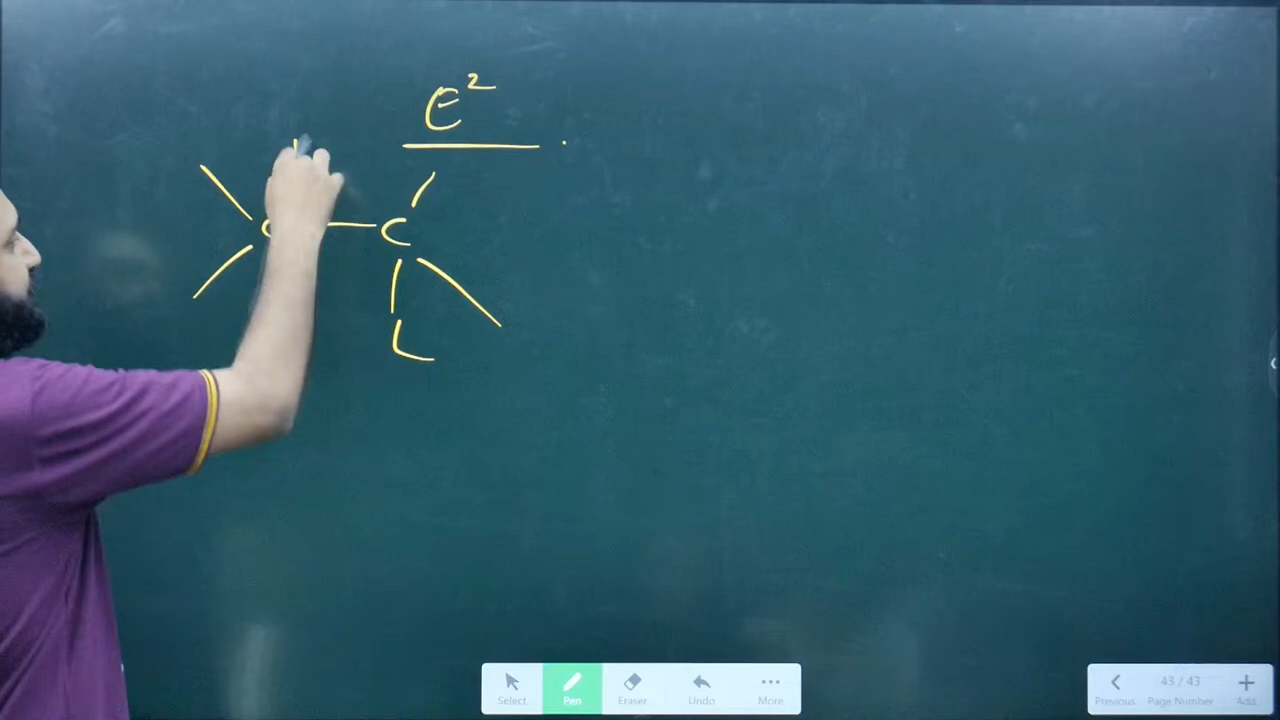 E²
C — C
L
Select
Pen
Eraser
Undo
More
43 / 43
Previous
Page Number
Add